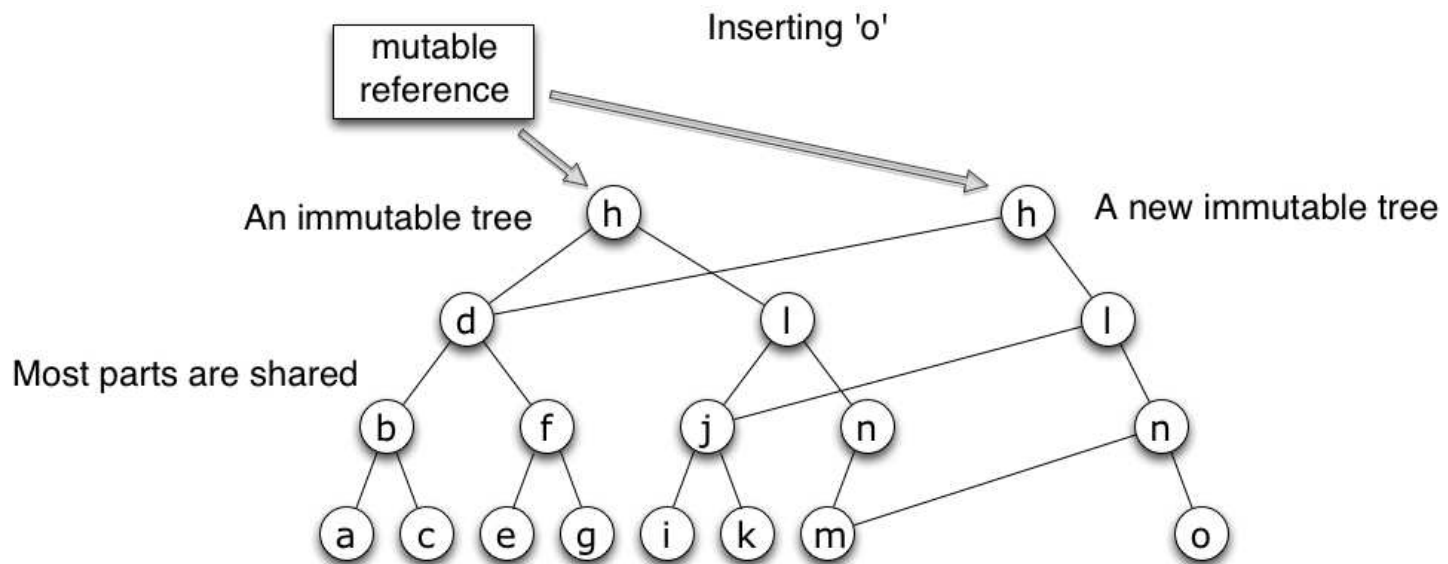 Inserting 'o'
mutable
reference
An immutable tree
h
h
A new immutable tree
d
l
l
Most parts are shared
b
f
j
n
n
a
c
e
g
i
k
m
o